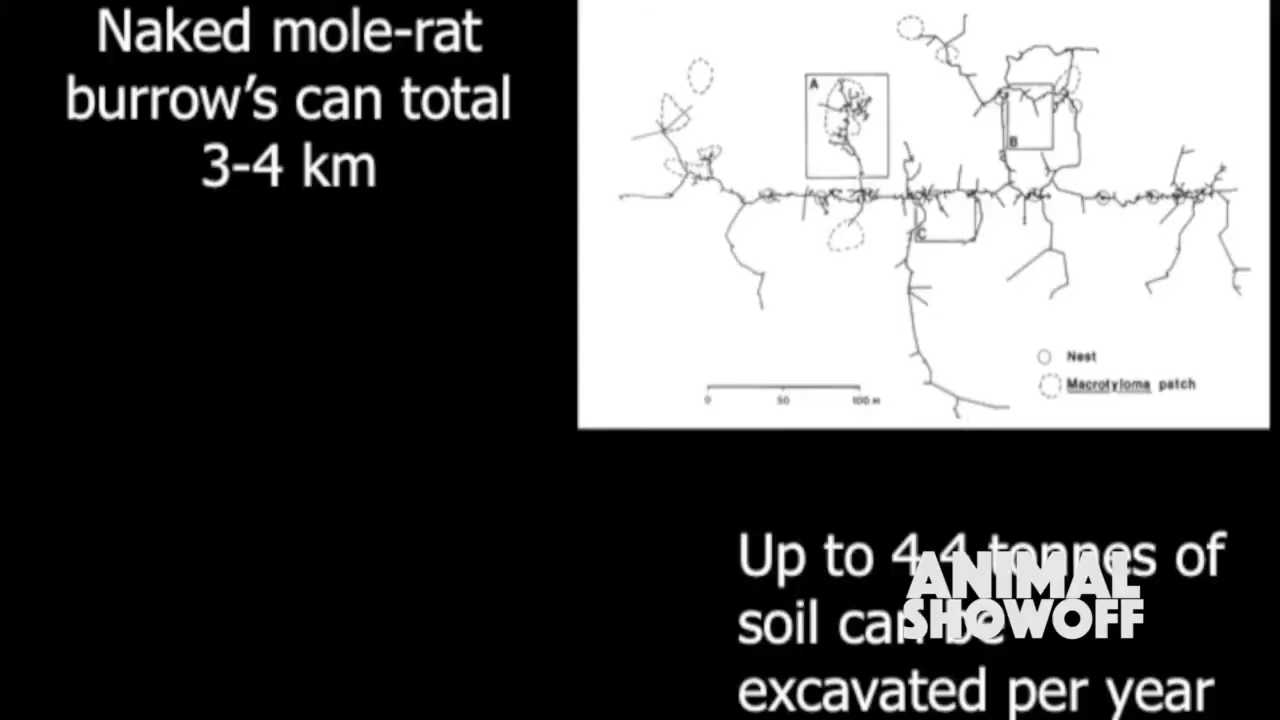 Naked mole-rat
burrow's can total
3-4 km
A
B
C
Nest
Macrotyloma patch
0 50 100 M
Up to 4.4 tonnes of
soil can be
excavated per year
ANIMAL
SHOWOFF